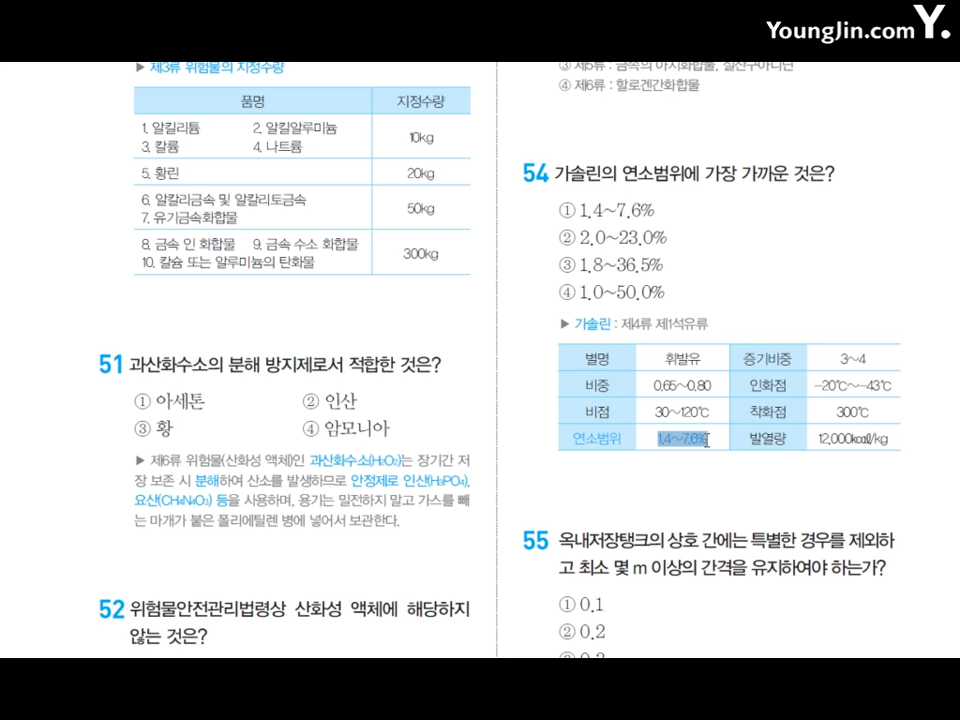 YoungJin.com Y.
▶ 제3류 위험물의 지정수량
품명 지정수량
1. 알킬리튬 2. 알킬알루미늄
3. 칼륨 4. 나트륨
10kg
5. 황린 20kg
6. 알칼리금속 및 알칼리토금속
7. 유기금속화합물
50kg
8. 금속 인 화합물 9. 금속 수소 화합물
10. 칼슘 또는 알루미늄의 탄화물
300kg
51 과산화수소의 분해 방지제로서 적합한 것은?
① 아세톤 ② 인산
③ 황 ④ 암모니아
▶ 제6류 위험물(산화성 액체)인 과산화수소(H2O2)는 장기간 저
장 보존 시 분해하여 산소를 발생하므로 안정제로 인산(H3PO4),
요산(C5H4N4O3) 등을 사용하며, 용기는 밀전하지 말고 가스를 빼
는 마개가 붙은 폴리에틸렌 병에 넣어서 보관한다.
52 위험물안전관리법령상 산화성 액체에 해당하지
않는 것은?
③ 제5류 : 금속의 아지화합물, 질산구아니딘
④ 제6류 : 할로겐간화합물
54 가솔린의 연소범위에 가장 가까운 것은?
① 1.4~7.6%
② 2.0~23.0%
③ 1.8~36.5%
④ 1.0~50.0%
▶ 가솔린 : 제4류 제1석유류
별명 휘발유 증기비중 3~4
비중 0.65~0.80 인화점 -20℃~-43℃
비점 30~120℃ 착화점 300℃
연소범위 1.4~7.6% 발열량 12,000kcal/kg
55 옥내저장탱크의 상호 간에는 특별한 경우를 제외하
고 최소 몇 m 이상의 간격을 유지하여야 하는가?
① 0.1
② 0.2